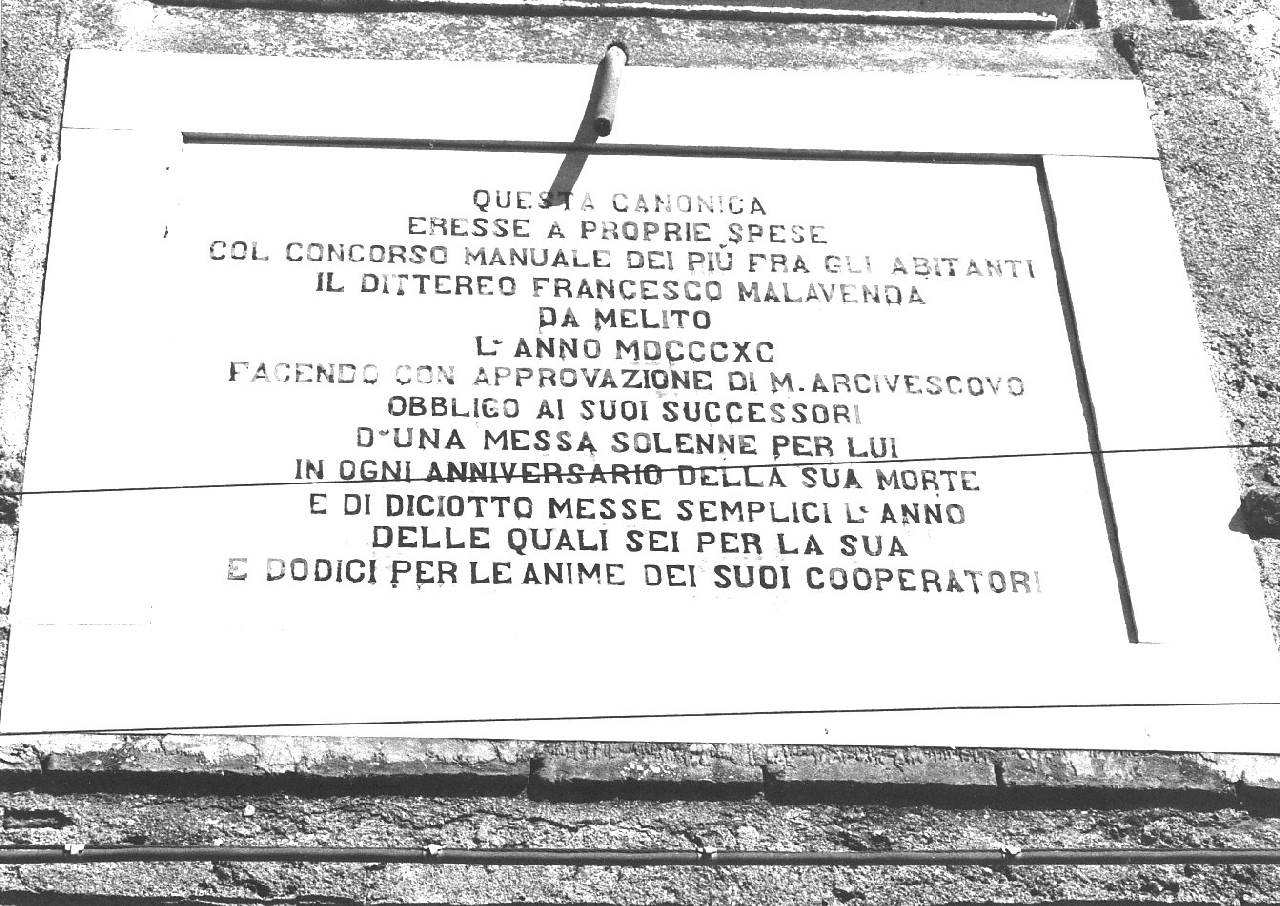 QUESTA CANONICA
ERESSE A PROPRIE SPESE
COL CONCORSO MANUALE DEI PIÙ FRA GLI ABITANTI
IL DITTEREO FRANCESCO MALAVENDA
DA MELITO
L' ANNO MDCCCXC
FACENDO CON APPROVAZIONE DI M. ARCIVESCOVO
OBBLIGO AI SUOI SUCCESSORI
D'UNA MESSA SOLENNE PER LUI
IN OGNI ANNIVERSARIO DELLA SUA MORTE
E DI DICIOTTO MESSE SEMPLICI L' ANNO
DELLE QUALI SEI PER LA SUA
E DODICI PER LE ANIME DEI SUOI COOPERATORI